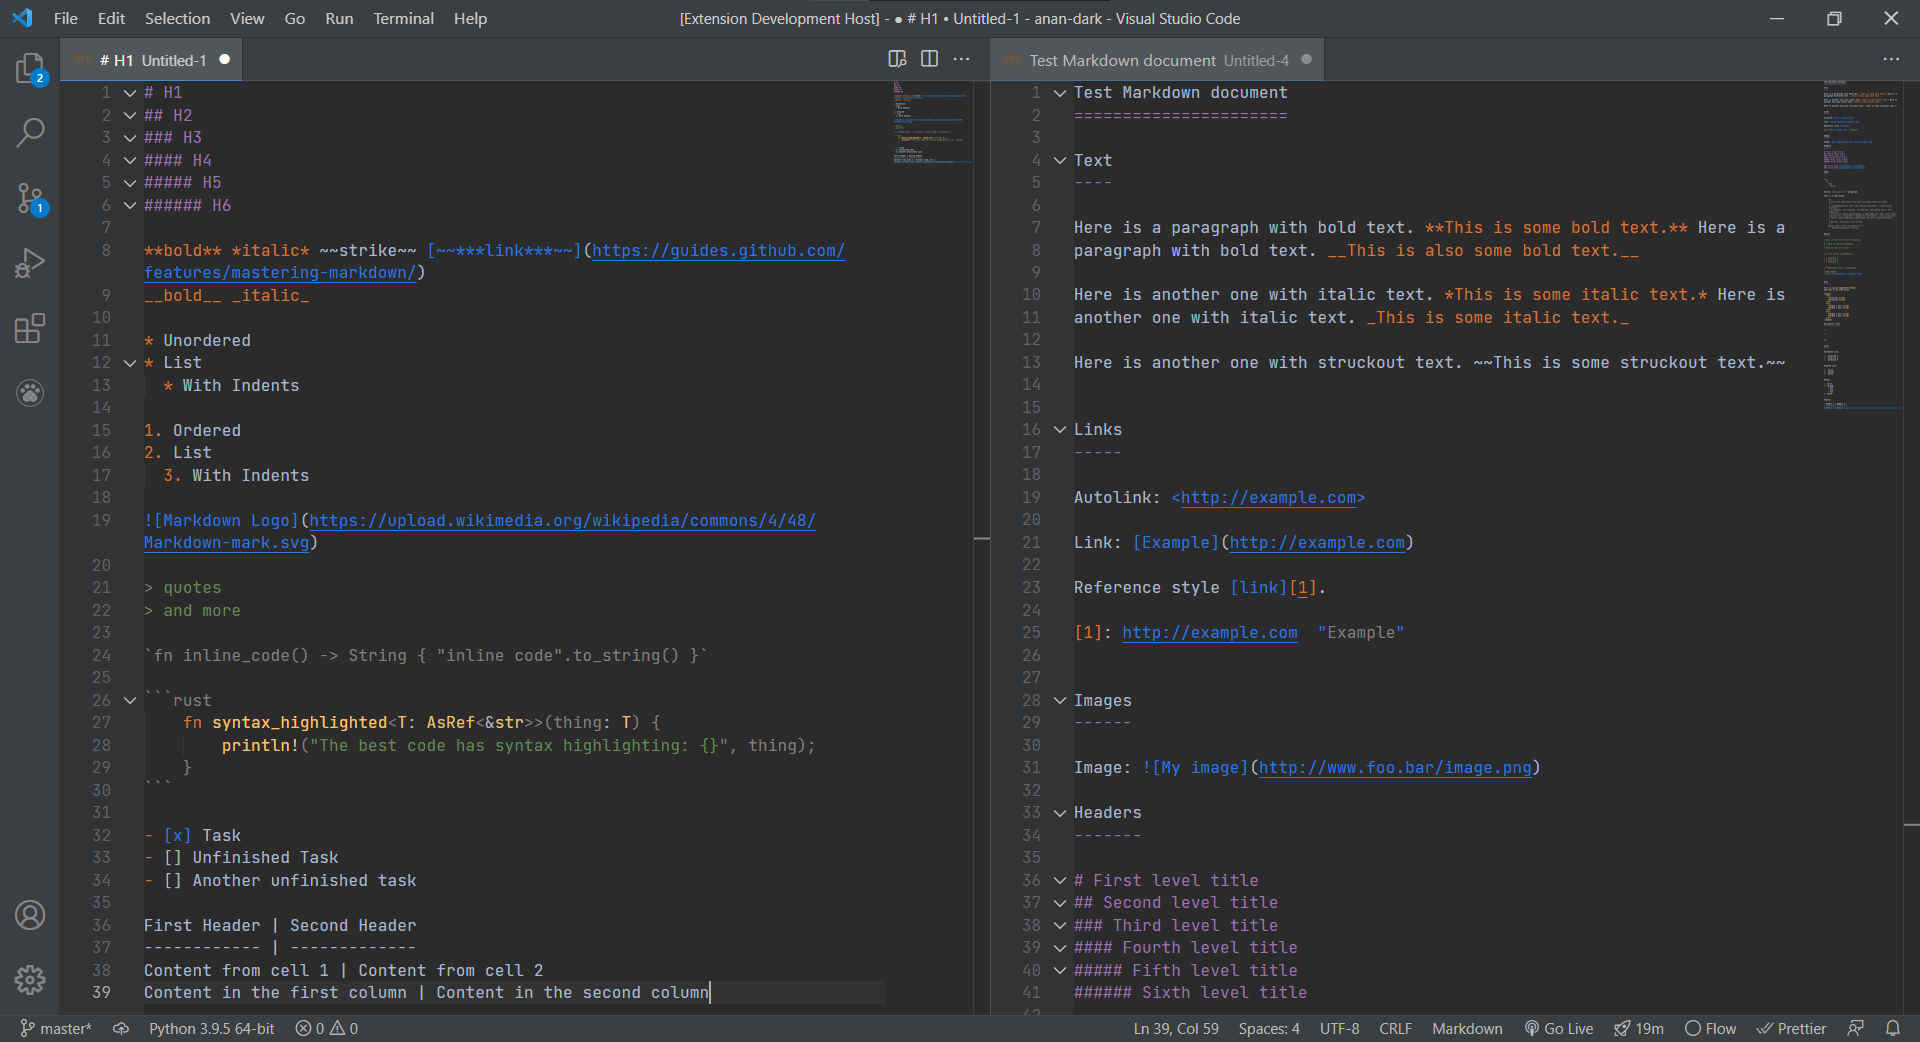 File Edit Selection View Go Run Terminal Help
[Extension Development Host] - ● # H1 • Untitled-1 - anan-dark - Visual Studio Code
# H1 Untitled-1
1 # H1
2 ## H2
3 ### H3
4 #### H4
5 ##### H5
6 ###### H6
7
8 **bold** *italic* ~~strike~~ [~~***link***~~](https://guides.github.com/
features/mastering-markdown/)
9 __bold__ _italic_
10
11 * Unordered
12 * List
13   * With Indents
14
15 1. Ordered
16 2. List
17   3. With Indents
18
19 ![Markdown Logo](https://upload.wikimedia.org/wikipedia/commons/4/48/
Markdown-mark.svg)
20
21 > quotes
22 > and more
23
24 `fn inline_code() -> String { "inline code".to_string() }`
25
26 ```rust
27     fn syntax_highlighted<T: AsRef<&str>>(thing: T) {
28         println!("The best code has syntax highlighting: {}", thing);
29     }
30 ```
31
32 - [x] Task
33 - [] Unfinished Task
34 - [] Another unfinished task
35
36 First Header | Second Header
37 ------------ | -------------
38 Content from cell 1 | Content from cell 2
39 Content in the first column | Content in the second column
Test Markdown document Untitled-4
1 Test Markdown document
2 ======================
3
4 Text
5 ----
6
7 Here is a paragraph with bold text. **This is some bold text.** Here is a
8 paragraph with bold text. __This is also some bold text.__
9
10 Here is another one with italic text. *This is some italic text.* Here is
11 another one with italic text. _This is some italic text._
12
13 Here is another one with struckout text. ~~This is some struckout text.~~
14
15
16 Links
17 -----
18
19 Autolink: <http://example.com>
20
21 Link: [Example](http://example.com)
22
23 Reference style [link][1].
24
25 [1]: http://example.com  "Example"
26
27
28 Images
29 ------
30
31 Image: ![My image](http://www.foo.bar/image.png)
32
33 Headers
34 -------
35
36 # First level title
37 ## Second level title
38 ### Third level title
39 #### Fourth level title
40 ##### Fifth level title
41 ###### Sixth level title
42
2
1
master* Python 3.9.5 64-bit 0 0
Ln 39, Col 59 Spaces: 4 UTF-8 CRLF Markdown Go Live 19m Flow Prettier